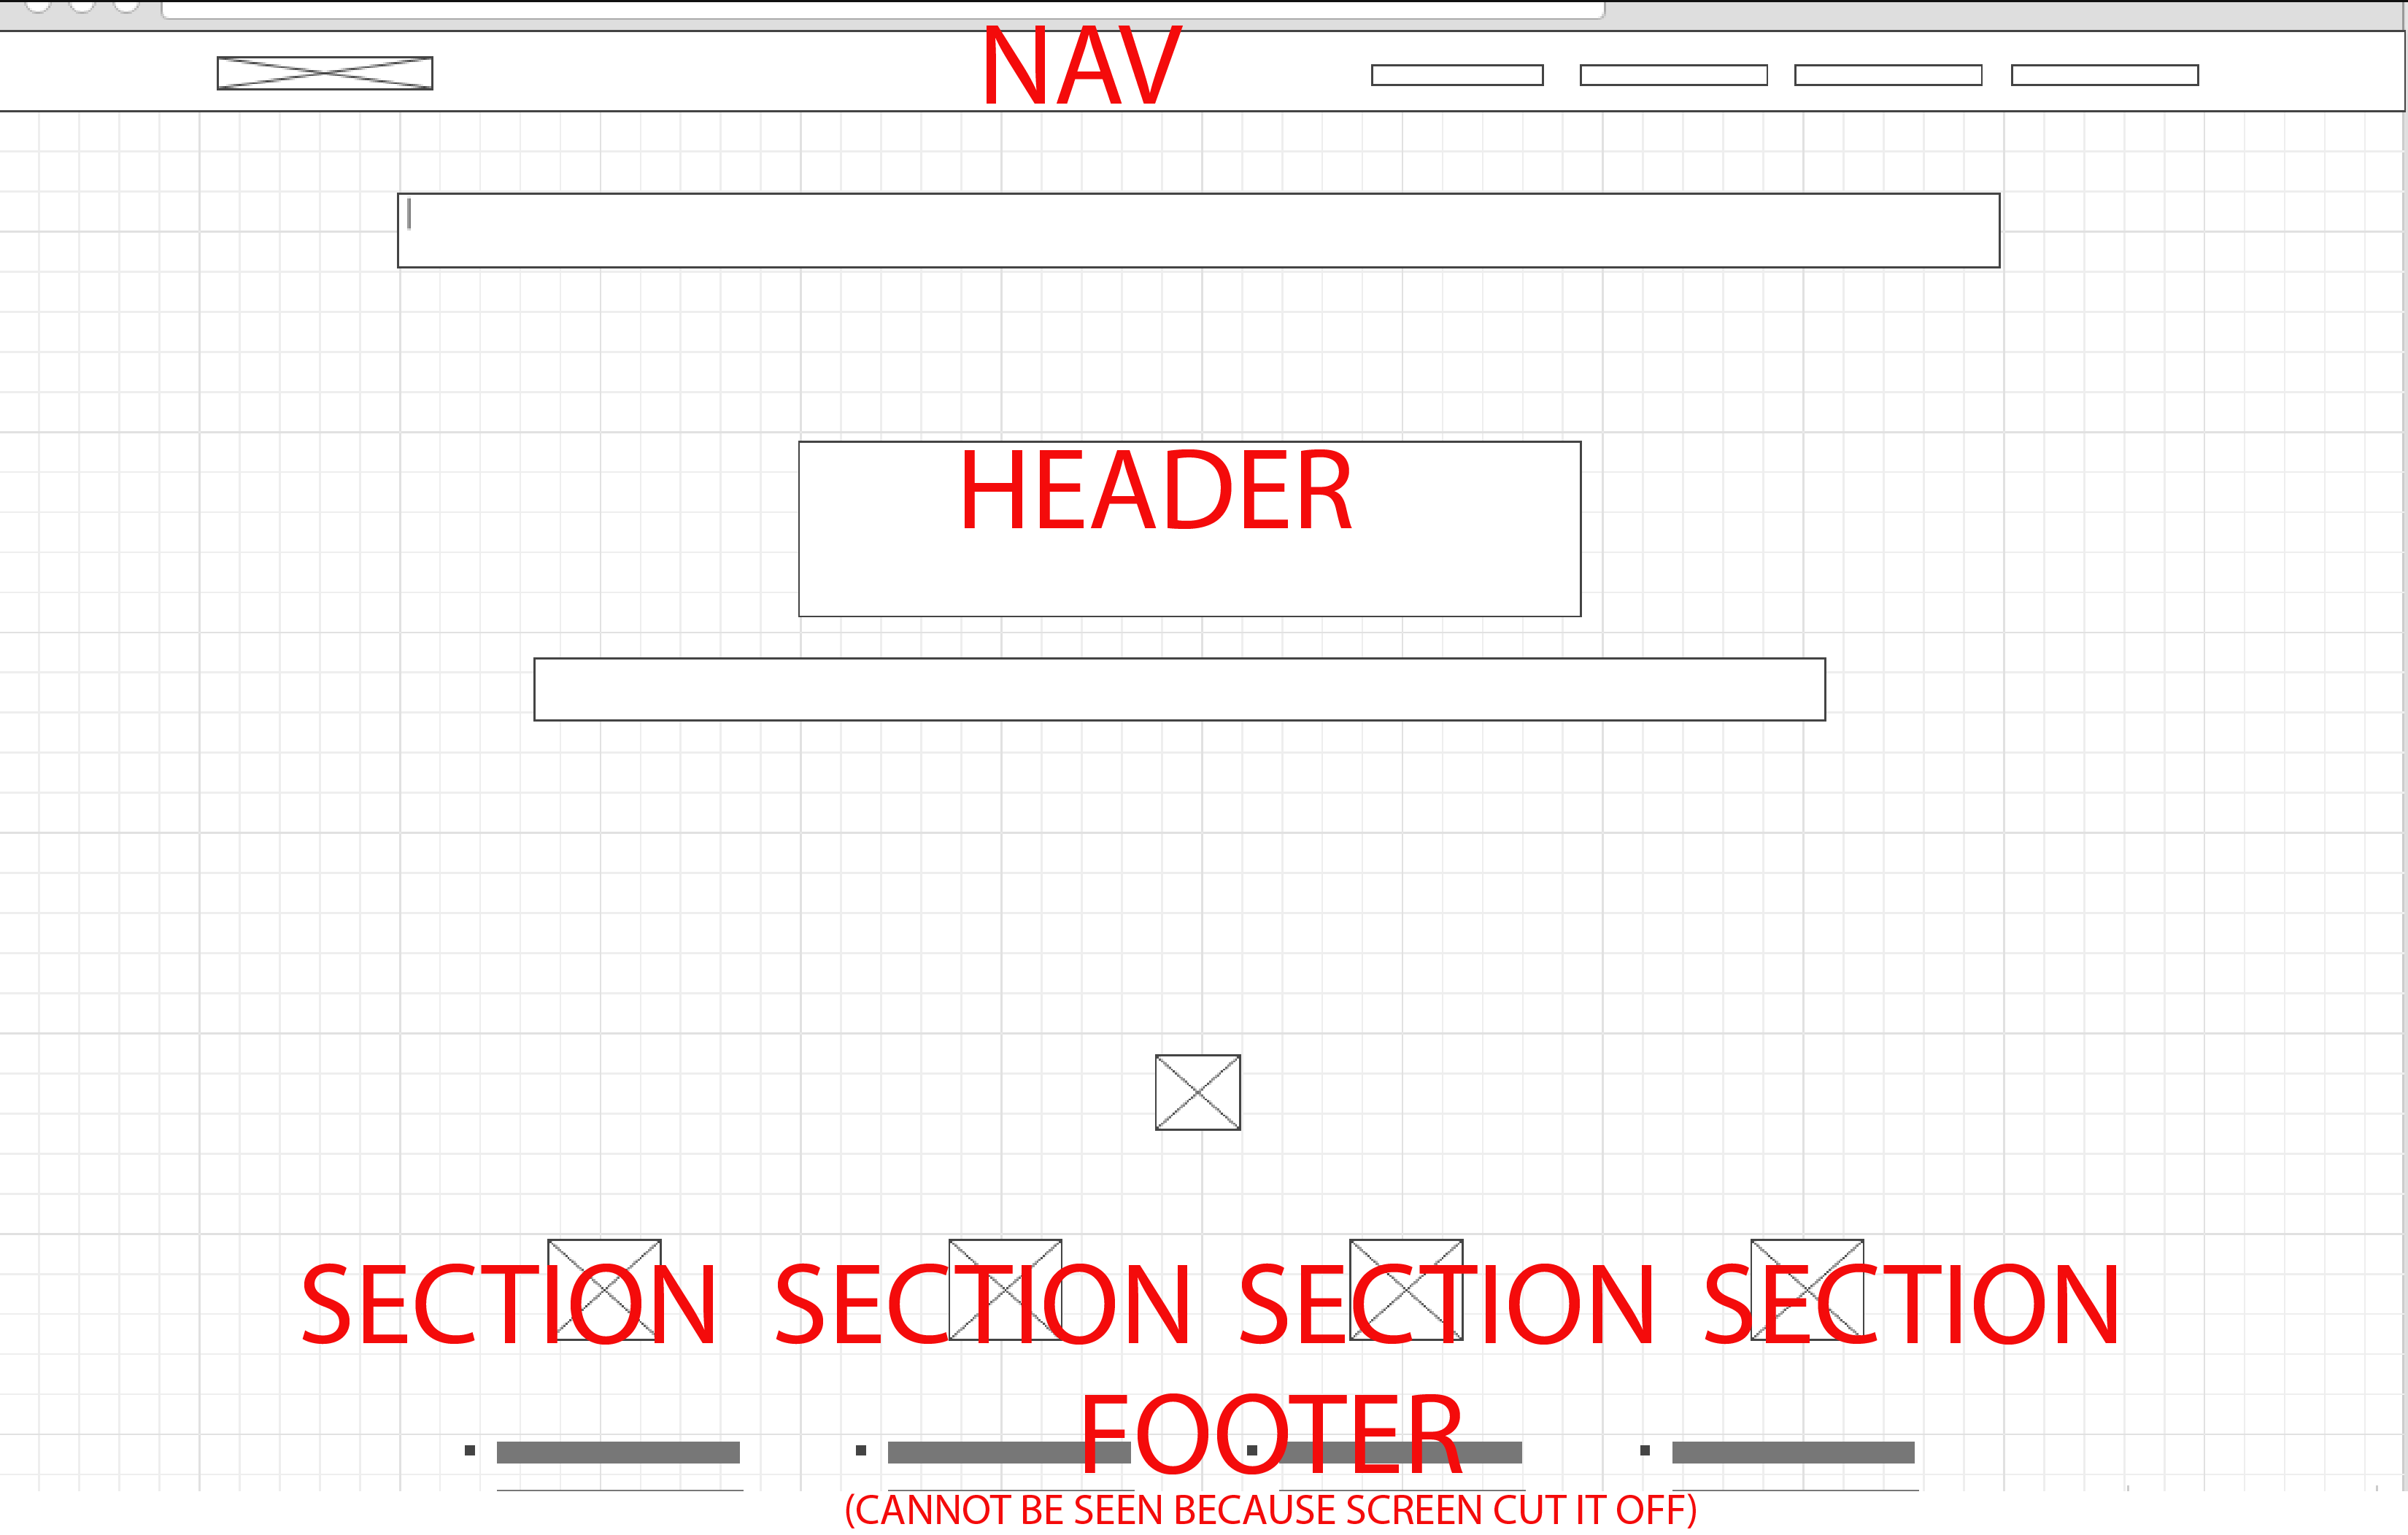 NAV
HEADER
SECTION SECTION SECTION SECTION
FOOTER
(CANNOT BE SEEN BECAUSE SCREEN CUT IT OFF)